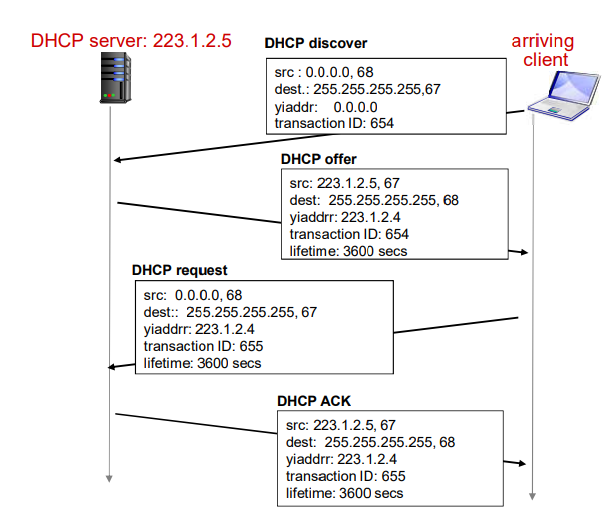 DHCP server: 223.1.2.5
DHCP discover
arriving
client
src : 0.0.0.0, 68
dest.: 255.255.255.255,67
yiaddr: 0.0.0.0
transaction ID: 654
DHCP offer
src: 223.1.2.5, 67
dest: 255.255.255.255, 68
yiaddrr: 223.1.2.4
transaction ID: 654
lifetime: 3600 secs
DHCP request
src: 0.0.0.0, 68
dest:: 255.255.255.255, 67
yiaddrr: 223.1.2.4
transaction ID: 655
lifetime: 3600 secs
DHCP ACK
src: 223.1.2.5, 67
dest: 255.255.255.255, 68
yiaddrr: 223.1.2.4
transaction ID: 655
lifetime: 3600 secs